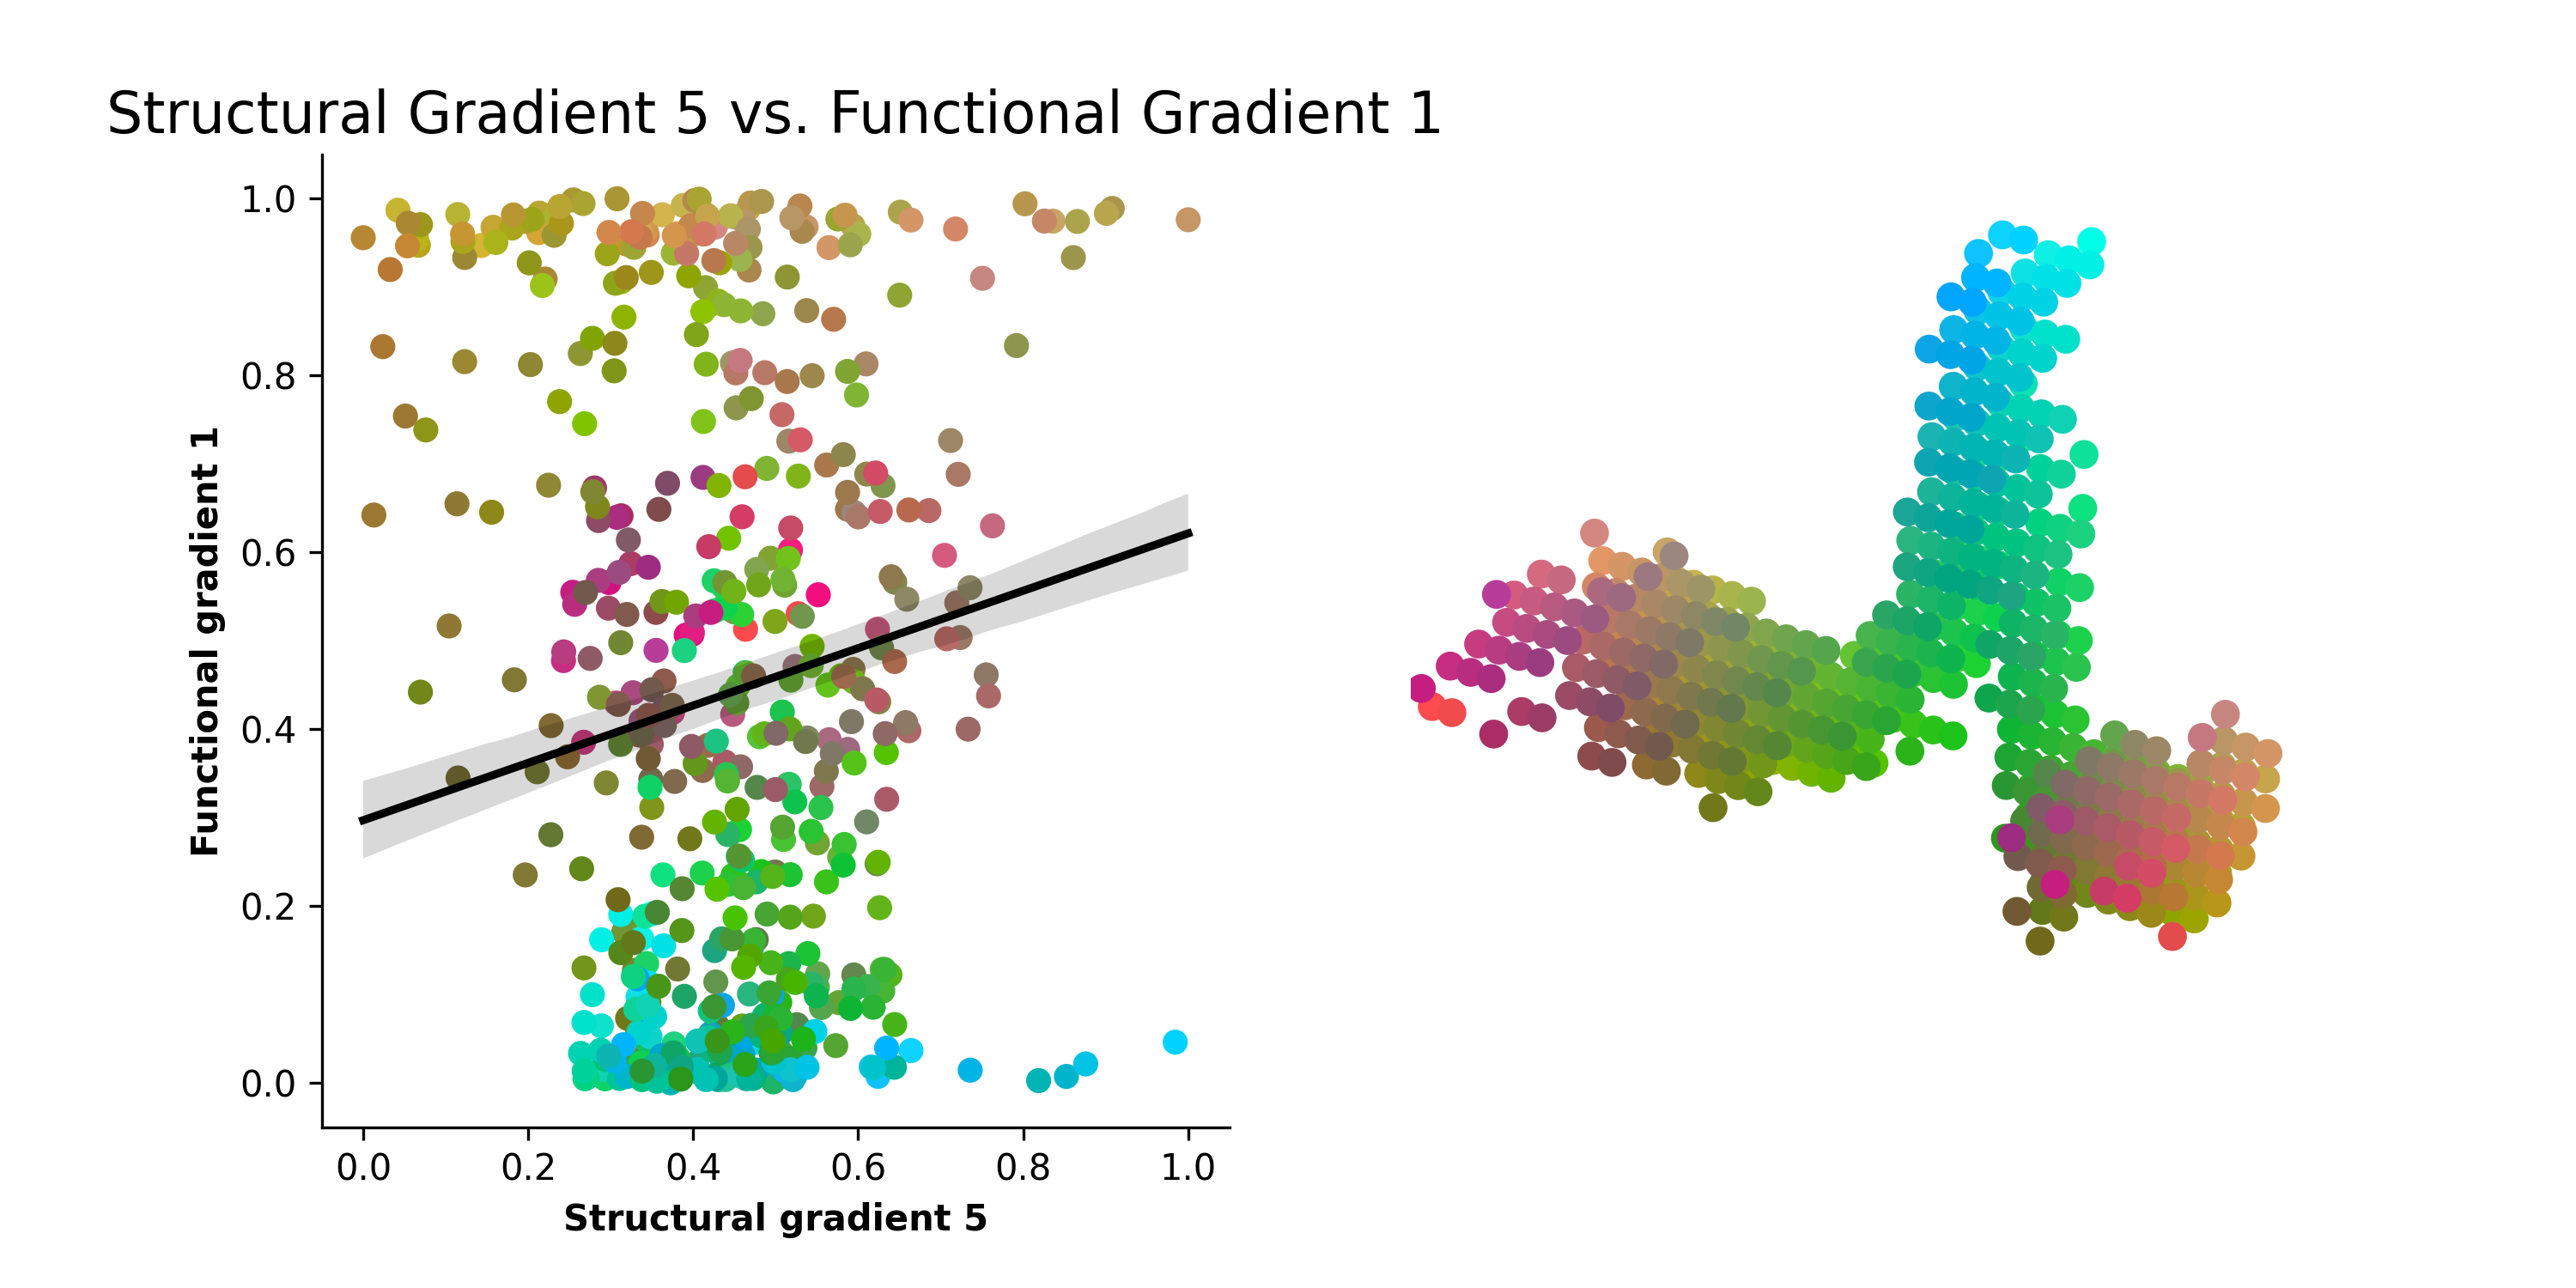 Structural Gradient 5 vs. Functional Gradient 1
Functional gradient 1
1.0
0.8
0.6
0.4
0.2
0.0
0.0 0.2 0.4 0.6 0.8 1.0
Structural gradient 5